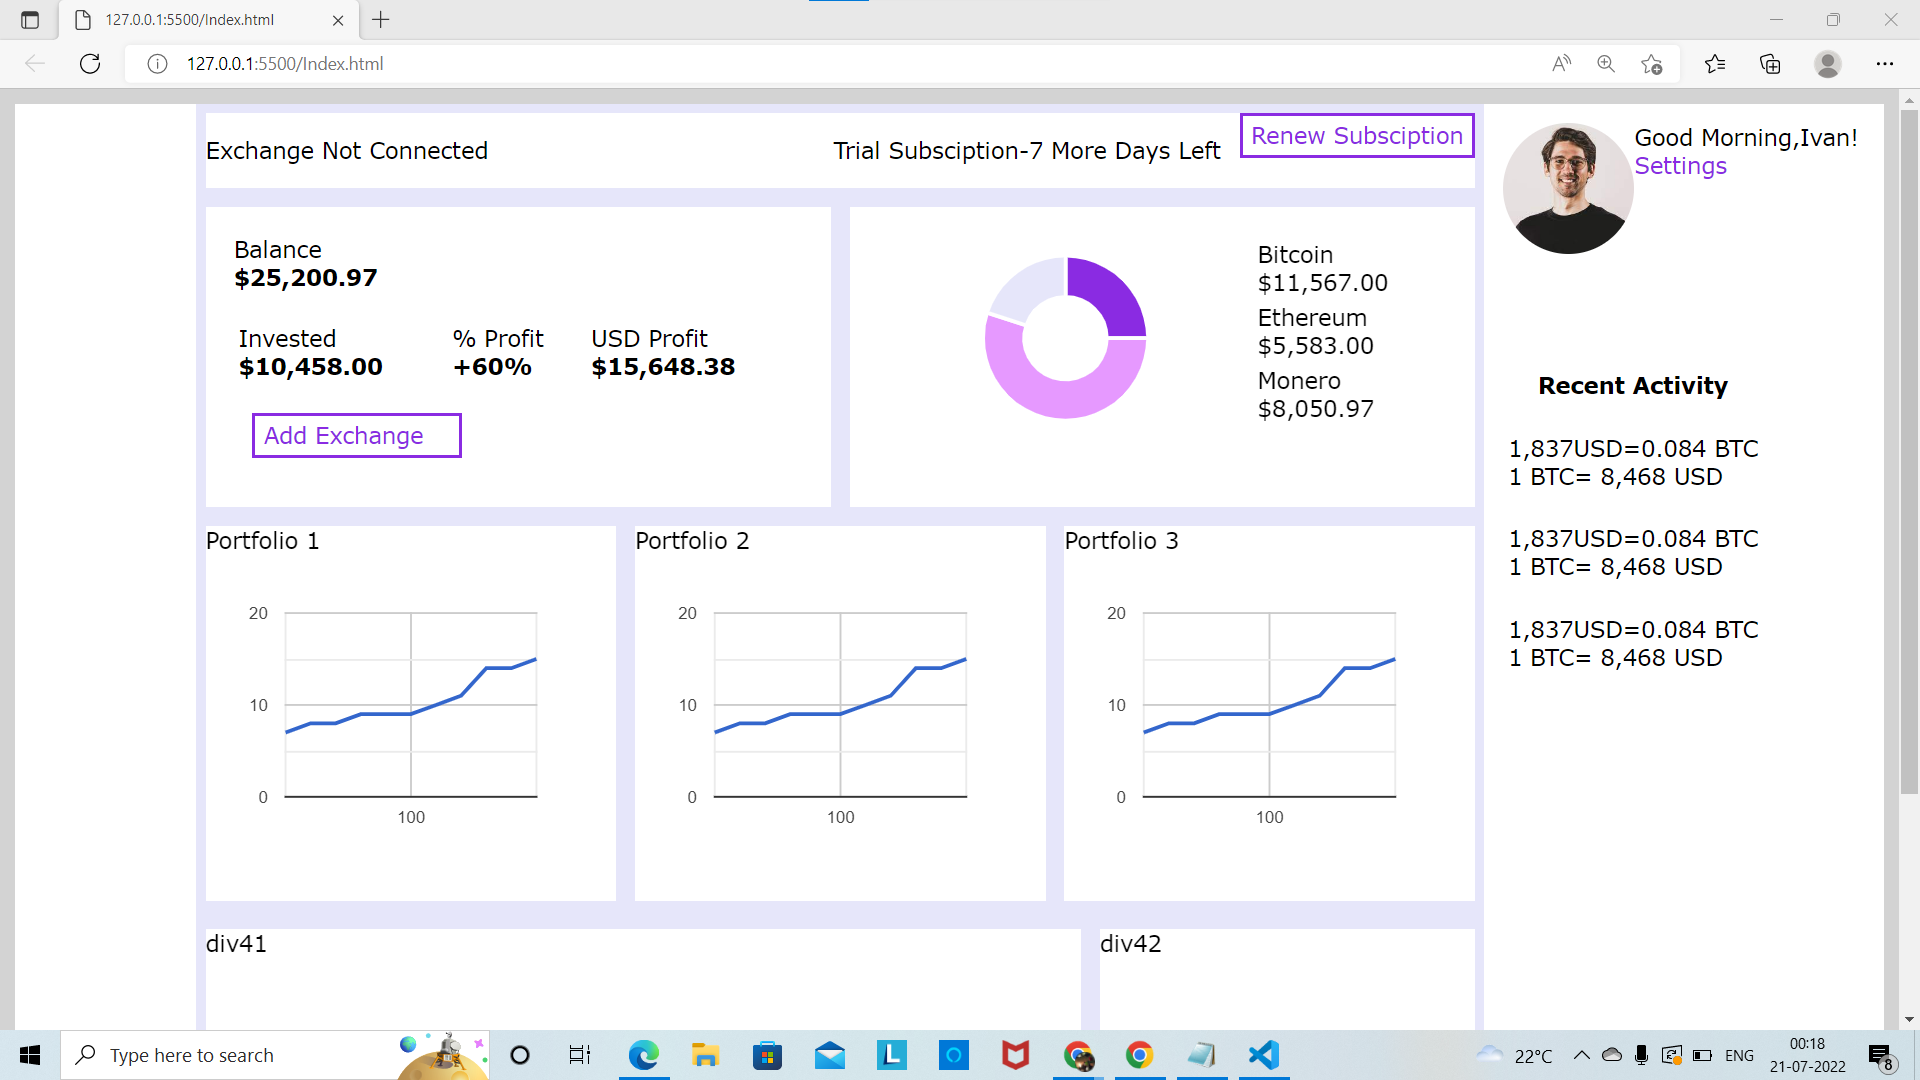 127.0.0.1:5500/Index.html
127.0.0.1:5500/Index.html
Exchange Not Connected
Trial Subsciption-7 More Days Left
Renew Subsciption
Good Morning,Ivan!
Settings
Balance
$25,200.97
Invested
$10,458.00
% Profit
+60%
USD Profit
$15,648.38
Add Exchange
Bitcoin
$11,567.00
Ethereum
$5,583.00
Monero
$8,050.97
Recent Activity
1,837USD=0.084 BTC
1 BTC= 8,468 USD
1,837USD=0.084 BTC
1 BTC= 8,468 USD
1,837USD=0.084 BTC
1 BTC= 8,468 USD
Portfolio 1
20
10
0
100
Portfolio 2
20
10
0
100
Portfolio 3
20
10
0
100
div41
div42
Type here to search
L
22°C
ENG
00:18
21-07-2022
8